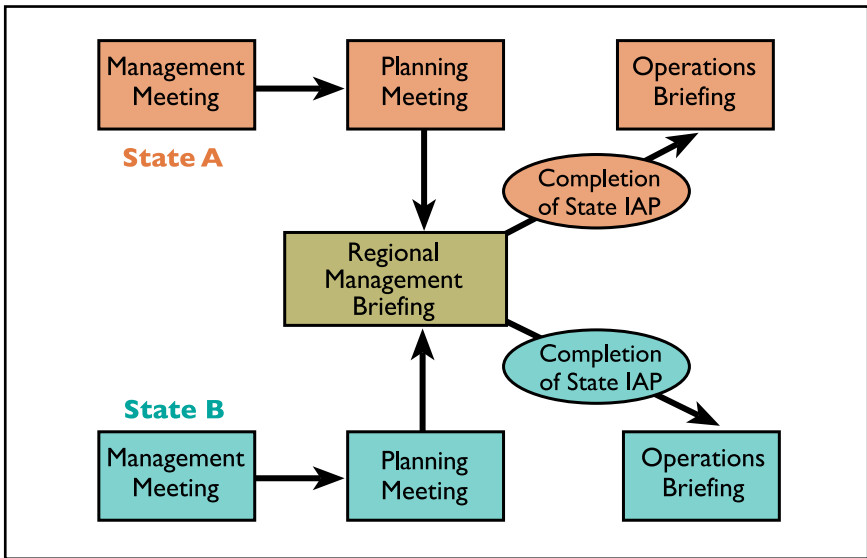 Management
Meeting
Planning
Meeting
Operations
Briefing
State A
Completion
of State IAP
Regional
Management
Briefing
Completion
of State IAP
State B
Management
Meeting
Planning
Meeting
Operations
Briefing